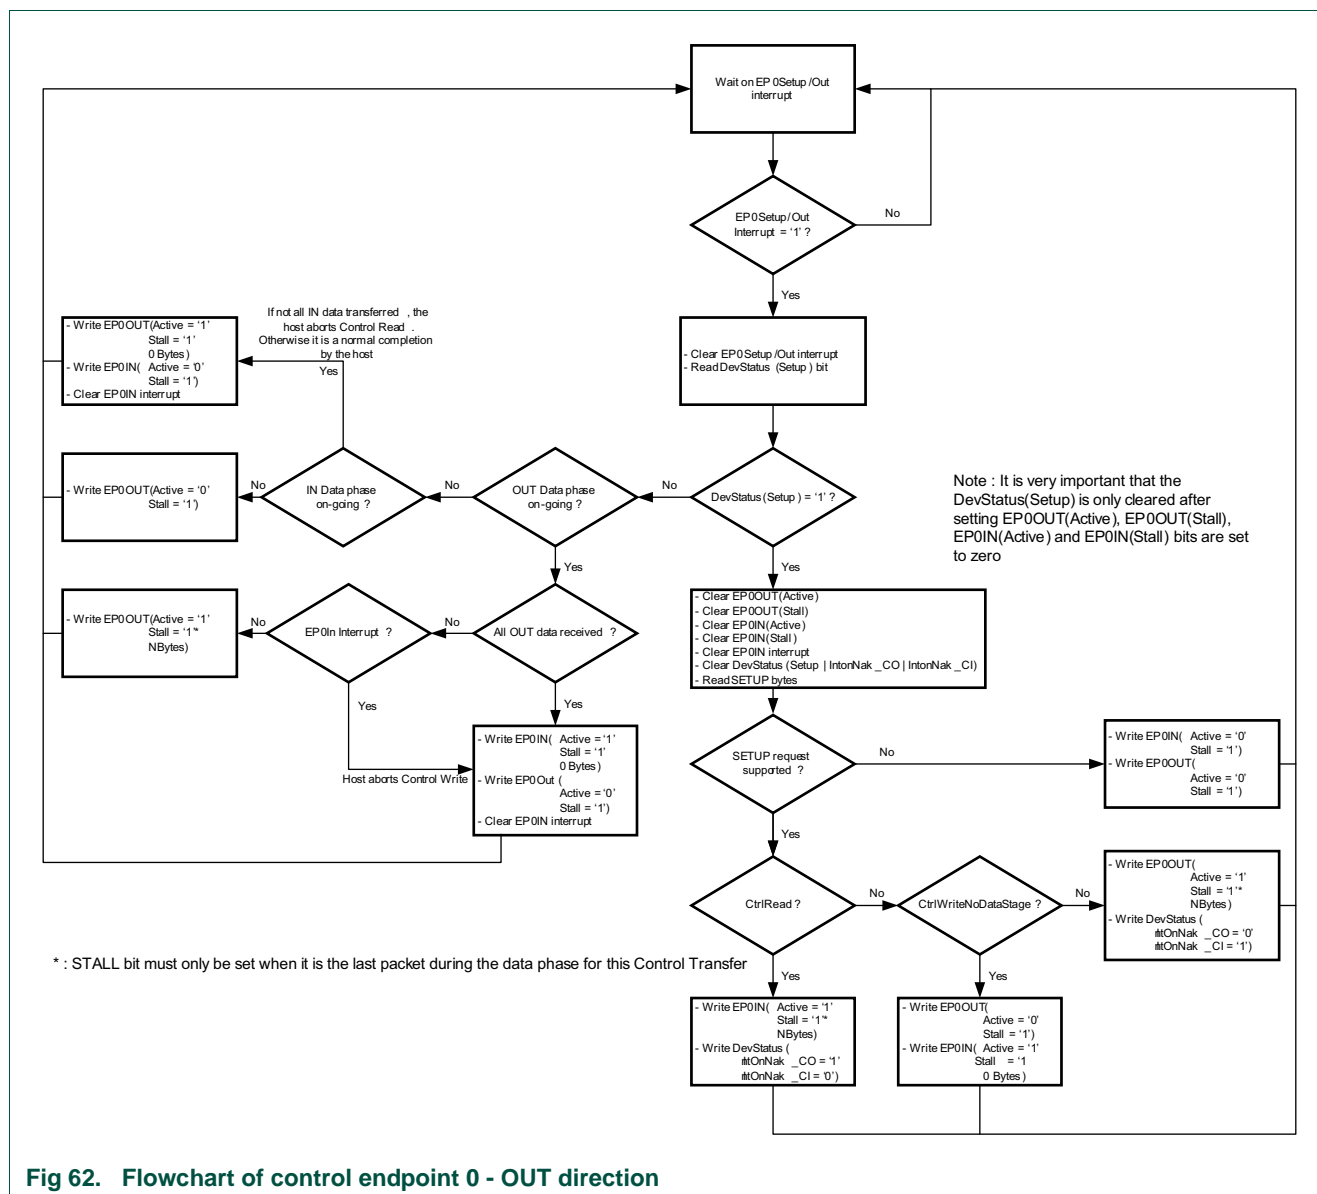 Wait on EP0Setup/Out
interrupt
EP0Setup/Out
Interrupt = '1' ?
No
Yes
- Clear EP0Setup/Out interrupt
- Read DevStatus (Setup) bit
If not all IN data transferred , the
host aborts Control Read .
Otherwise it is a normal completion
by the host
Yes
- Write EP0OUT(Active = '1'
Stall = '1'
0 Bytes)
- Write EP0IN( Active = '0'
Stall = '1')
- Clear EP0IN interrupt
DevStatus(Setup) = '1' ?
No
OUT Data phase
on-going ?
No
IN Data phase
on-going ?
No
- Write EP0OUT(Active = '0'
Stall = '1')
Note : It is very important that the
DevStatus(Setup) is only cleared after
setting EP0OUT(Active), EP0OUT(Stall),
EP0IN(Active) and EP0IN(Stall) bits are set
to zero
Yes
Yes
All OUT data received ?
No
EP0In Interrupt ?
No
- Write EP0OUT(Active = '1'
Stall = '1'*
NBytes)
- Clear EP0OUT(Active)
- Clear EP0OUT(Stall)
- Clear EP0IN(Active)
- Clear EP0IN(Stall)
- Clear EP0IN interrupt
- Clear DevStatus (Setup | IntonNak _CO | IntonNak _CI)
- Read SETUP bytes
Yes
Yes
Host aborts Control Write
- Write EP0IN( Active = '1'
Stall = '1'
0 Bytes)
- Write EP0Out (
Active = '0'
Stall = '1')
- Clear EP0IN interrupt
SETUP request
supported ?
No
- Write EP0IN( Active = '0'
Stall = '1')
- Write EP0OUT(
Active = '0'
Stall = '1')
Yes
CtrlRead ?
No
CtrlWriteNoDataStage ?
No
- Write EP0OUT(
Active = '1'
Stall = '1'*
NBytes)
- Write DevStatus (
IntOnNak _CO = '0'
IntOnNak _CI = '1')
* : STALL bit must only be set when it is the last packet during the data phase for this Control Transfer
Yes
Yes
- Write EP0IN( Active = '1'
Stall = '1'*
NBytes)
- Write DevStatus (
IntOnNak _CO = '1'
IntOnNak _CI = '0')
- Write EP0OUT(
Active = '0'
Stall = '1')
- Write EP0IN( Active = '1'
Stall = '1
0 Bytes)
Fig 62. Flowchart of control endpoint 0 - OUT direction